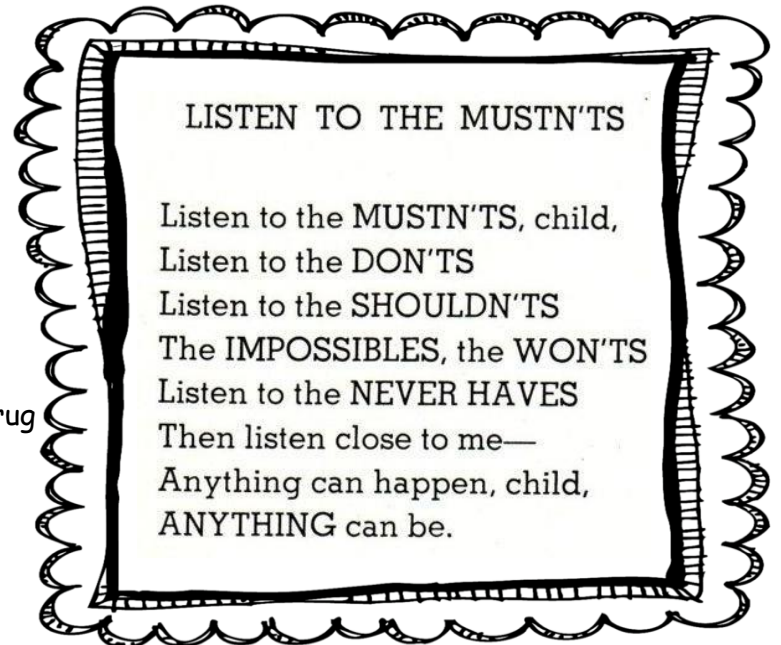 LISTEN TO THE MUSTN'TS
Listen to the MUSTN'TS, child,
Listen to the DON'TS
Listen to the SHOULDN'TS
The IMPOSSIBLES, the WON'TS
Listen to the NEVER HAVES
rug
Then listen close to me—
Anything can happen, child,
ANYTHING can be.